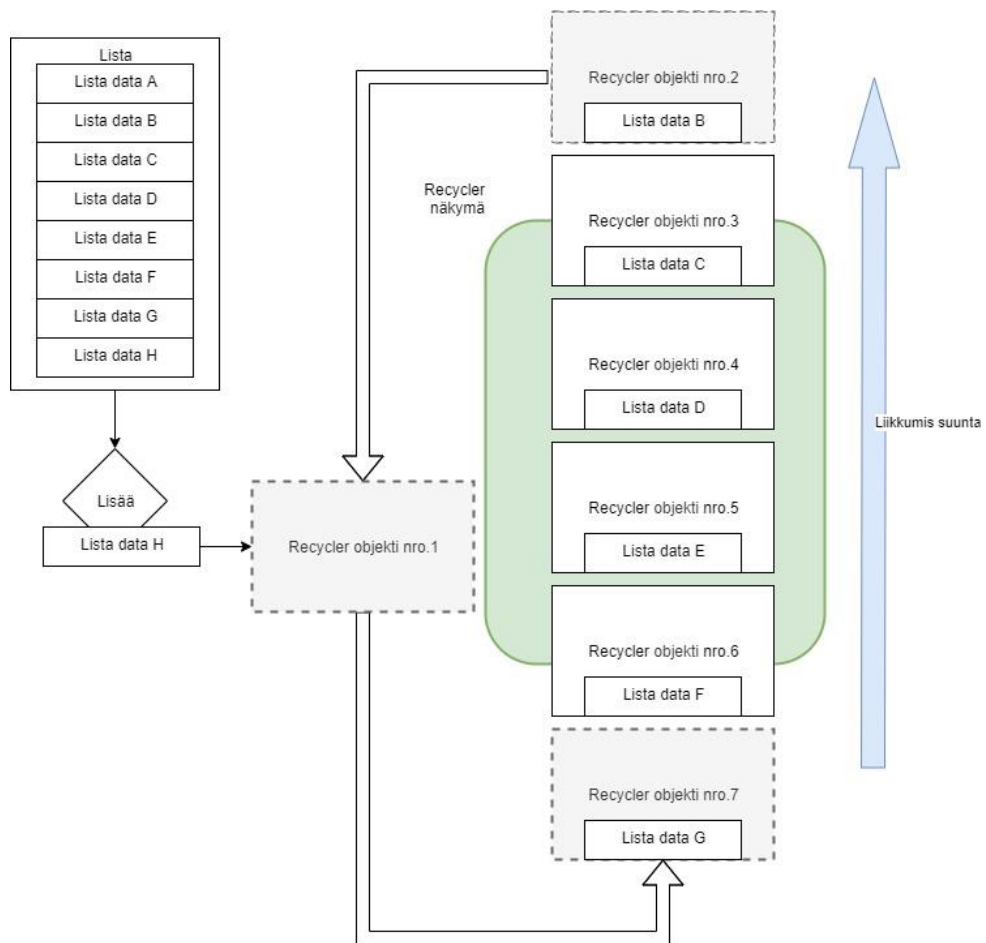 Lista
Lista data A
Lista data B
Lista data C
Lista data D
Lista data E
Lista data F
Lista data G
Lista data H
Lisää
Lista data H
Recycler objekti nro.1
Recycler
näkymä
Recycler objekti nro.2
Lista data B
Recycler objekti nro.3
Lista data C
Recycler objekti nro.4
Lista data D
Recycler objekti nro.5
Lista data E
Recycler objekti nro.6
Lista data F
Recycler objekti nro.7
Lista data G
Liikkumis suunta